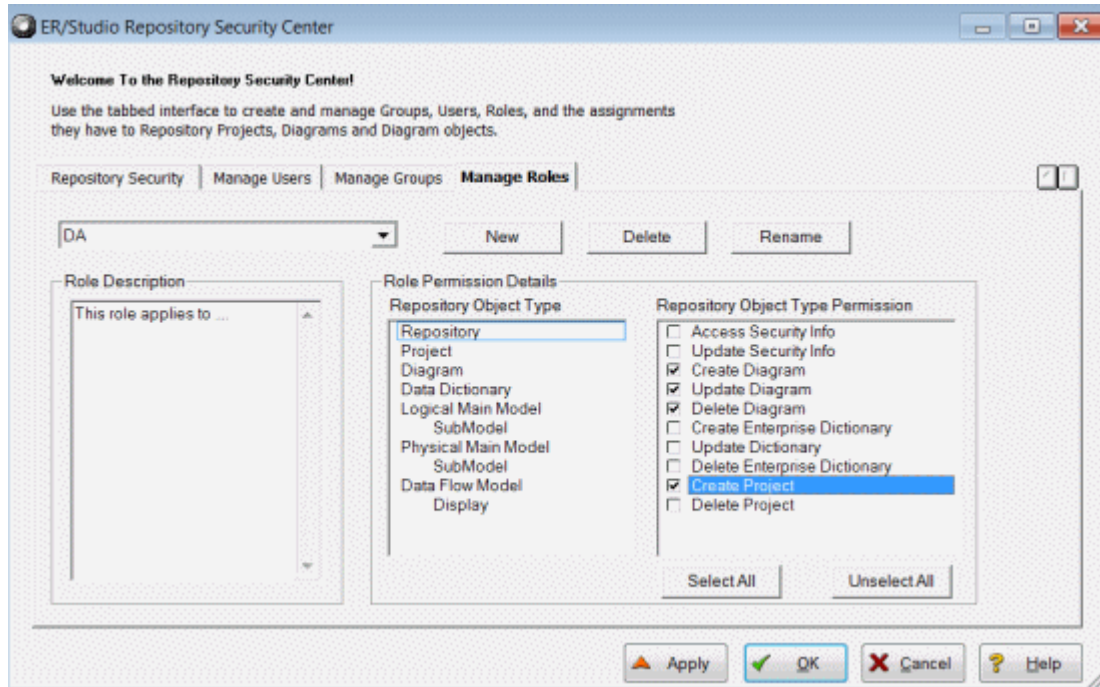 ER/Studio Repository Security Center
Welcome To the Repository Security Center!
Use the tabbed interface to create and manage Groups, Users, Roles, and the assignments
they have to Repository Projects, Diagrams and Diagram objects.
Repository Security
Manage Users
Manage Groups
Manage Roles
DA
New
Delete
Rename
Role Description
This role applies to ...
Role Permission Details
Repository Object Type
Repository
Project
Diagram
Data Dictionary
Logical Main Model
SubModel
Physical Main Model
SubModel
Data Flow Model
Display
Repository Object Type Permission
Access Security Info
Update Security Info
Create Diagram
Update Diagram
Delete Diagram
Create Enterprise Dictionary
Update Dictionary
Delete Enterprise Dictionary
Create Project
Delete Project
Select All
Unselect All
Apply
OK
Cancel
Help